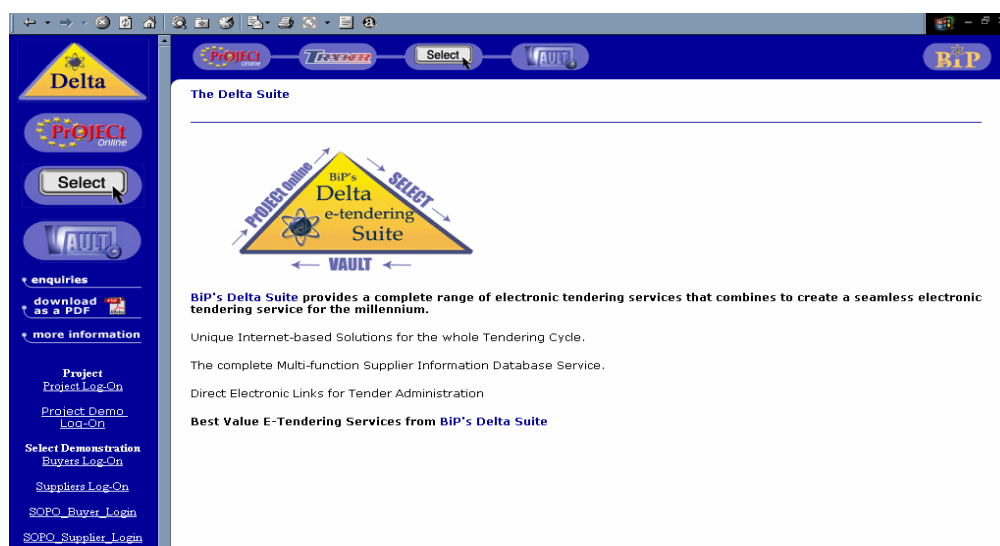 PrOJECt
Online
TRACKER
Select
VAULT
BiP
Delta
PrOJECt
Online
Select
VAULT
enquiries
download
as a PDF
more information
Project
Project Log-On
Project Demo
Log-On
Select Demonstration
Buyers Log-On
Suppliers Log-On
SOPO_Buyer_Login
SOPO_Supplier_Login
The Delta Suite
PrOJECt Online
SELECT
BiP's
Delta
e-tendering
Suite
VAULT
BiP's Delta Suite provides a complete range of electronic tendering services that combines to create a seamless electronic
tendering service for the millennium.
Unique Internet-based Solutions for the whole Tendering Cycle.
The complete Multi-function Supplier Information Database Service.
Direct Electronic Links for Tender Administration
Best Value E-Tendering Services from BiP's Delta Suite